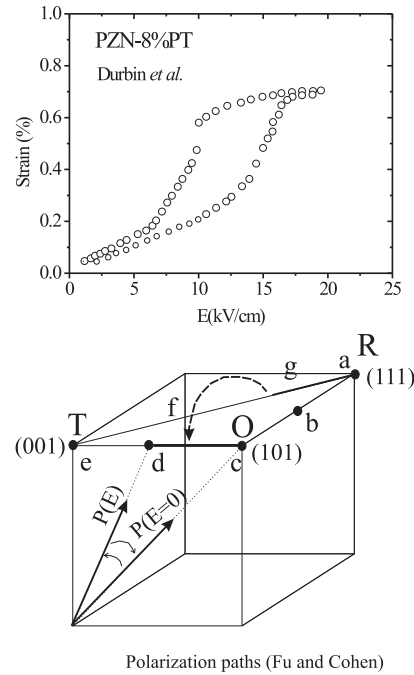 PZN-8%PT
Durbin et al.
Strain (%)
1.0
0.8
0.6
0.4
0.2
0.0
0 5 10 15 20 25
E(kV/cm)
R
a
(111)
g
b
f
T
O
(001)
e
d
c
(101)
P(E)
P(E=0)
Polarization paths (Fu and Cohen)